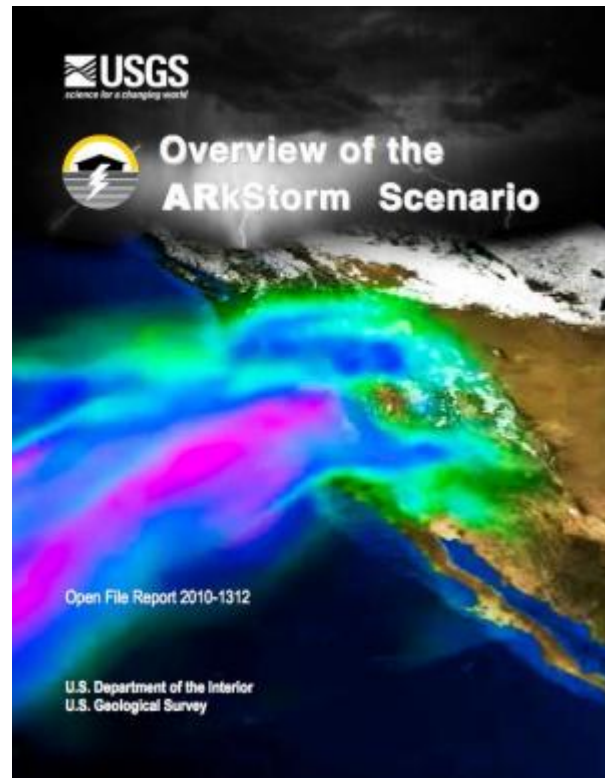 USGS
science for a changing world
Overview of the
ARkStorm Scenario
Open File Report 2010-1312
U.S. Department of the Interior
U.S. Geological Survey